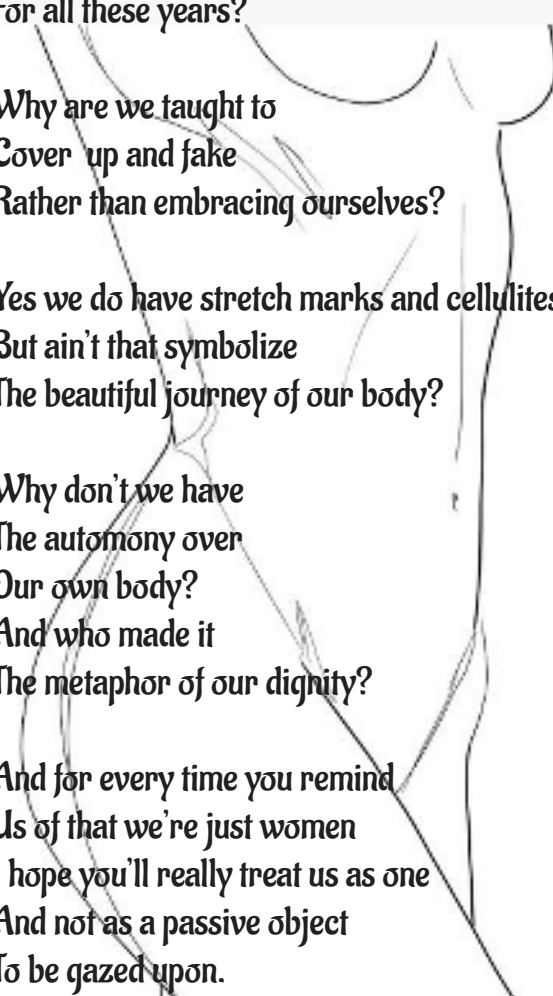 For all these years?
Why are we taught to
Cover up and fake
Rather than embracing ourselves?
Yes we do have stretch marks and cellulites
But ain't that symbolize
The beautiful journey of our body?
Why don't we have
The automony over
Our own body?
And who made it
The metaphor of our dignity?
And for every time you remind
Us of that we're just women
I hope you'll really treat us as one
And not as a passive object
To be gazed upon.